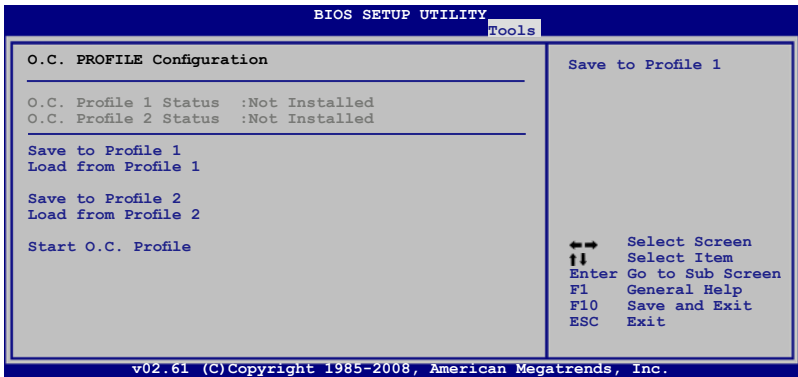 BIOS SETUP UTILITY
Tools
O.C. PROFILE Configuration
O.C. Profile 1 Status :Not Installed
O.C. Profile 2 Status :Not Installed
Save to Profile 1
Load from Profile 1
Save to Profile 2
Load from Profile 2
Start O.C. Profile
Save to Profile 1
←→ Select Screen
↑↓ Select Item
Enter Go to Sub Screen
F1 General Help
F10 Save and Exit
ESC Exit
v02.61 (C)Copyright 1985-2008, American Megatrends, Inc.